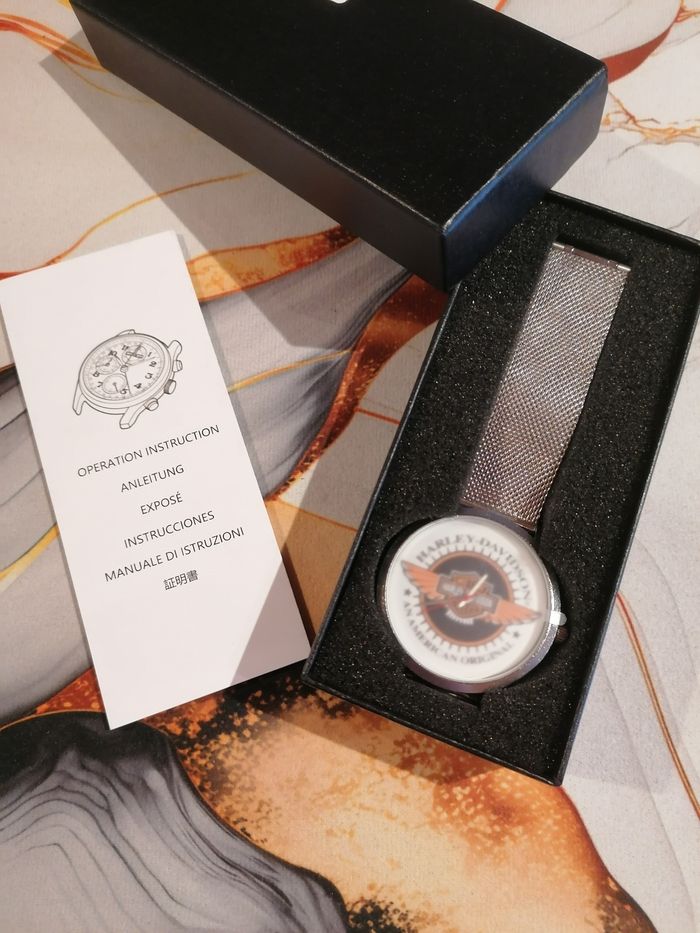 OPERATION INSTRUCTION
ANLEITUNG
EXPOSÉ
INSTRUCCIONES
MANUALE DI ISTRUZIONI
証明書
HARLEY-DAVIDSON
AN AMERICAN ORIGINAL